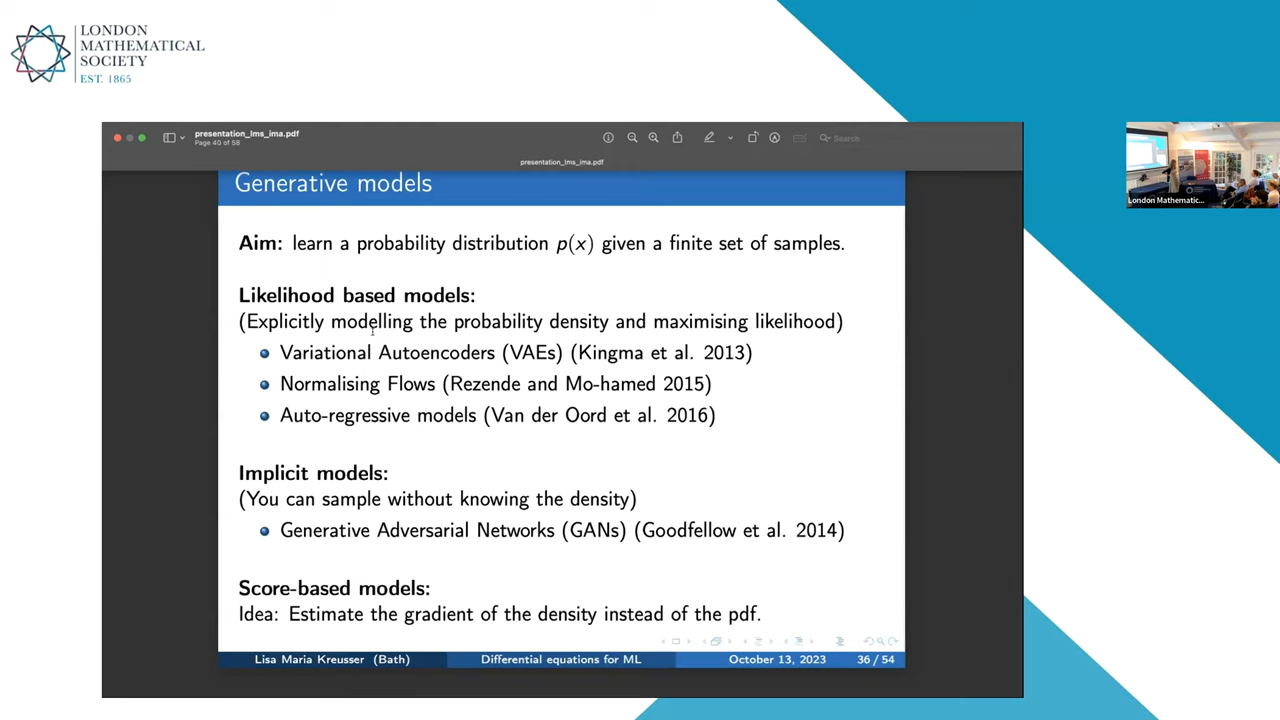 LONDON
MATHEMATICAL
SOCIETY
EST. 1865
presentation_lms_ima.pdf
Page 40 of 58
Search
presentation_lms_ima.pdf
Generative models
Aim: learn a probability distribution p(x) given a finite set of samples.
Likelihood based models:
(Explicitly modelling the probability density and maximising likelihood)
Variational Autoencoders (VAEs) (Kingma et al. 2013)
Normalising Flows (Rezende and Mo-hamed 2015)
Auto-regressive models (Van der Oord et al. 2016)
Implicit models:
(You can sample without knowing the density)
Generative Adversarial Networks (GANs) (Goodfellow et al. 2014)
Score-based models:
Idea: Estimate the gradient of the density instead of the pdf.
Lisa Maria Kreusser (Bath) Differential equations for ML October 13, 2023 36 / 54
London Mathematic...